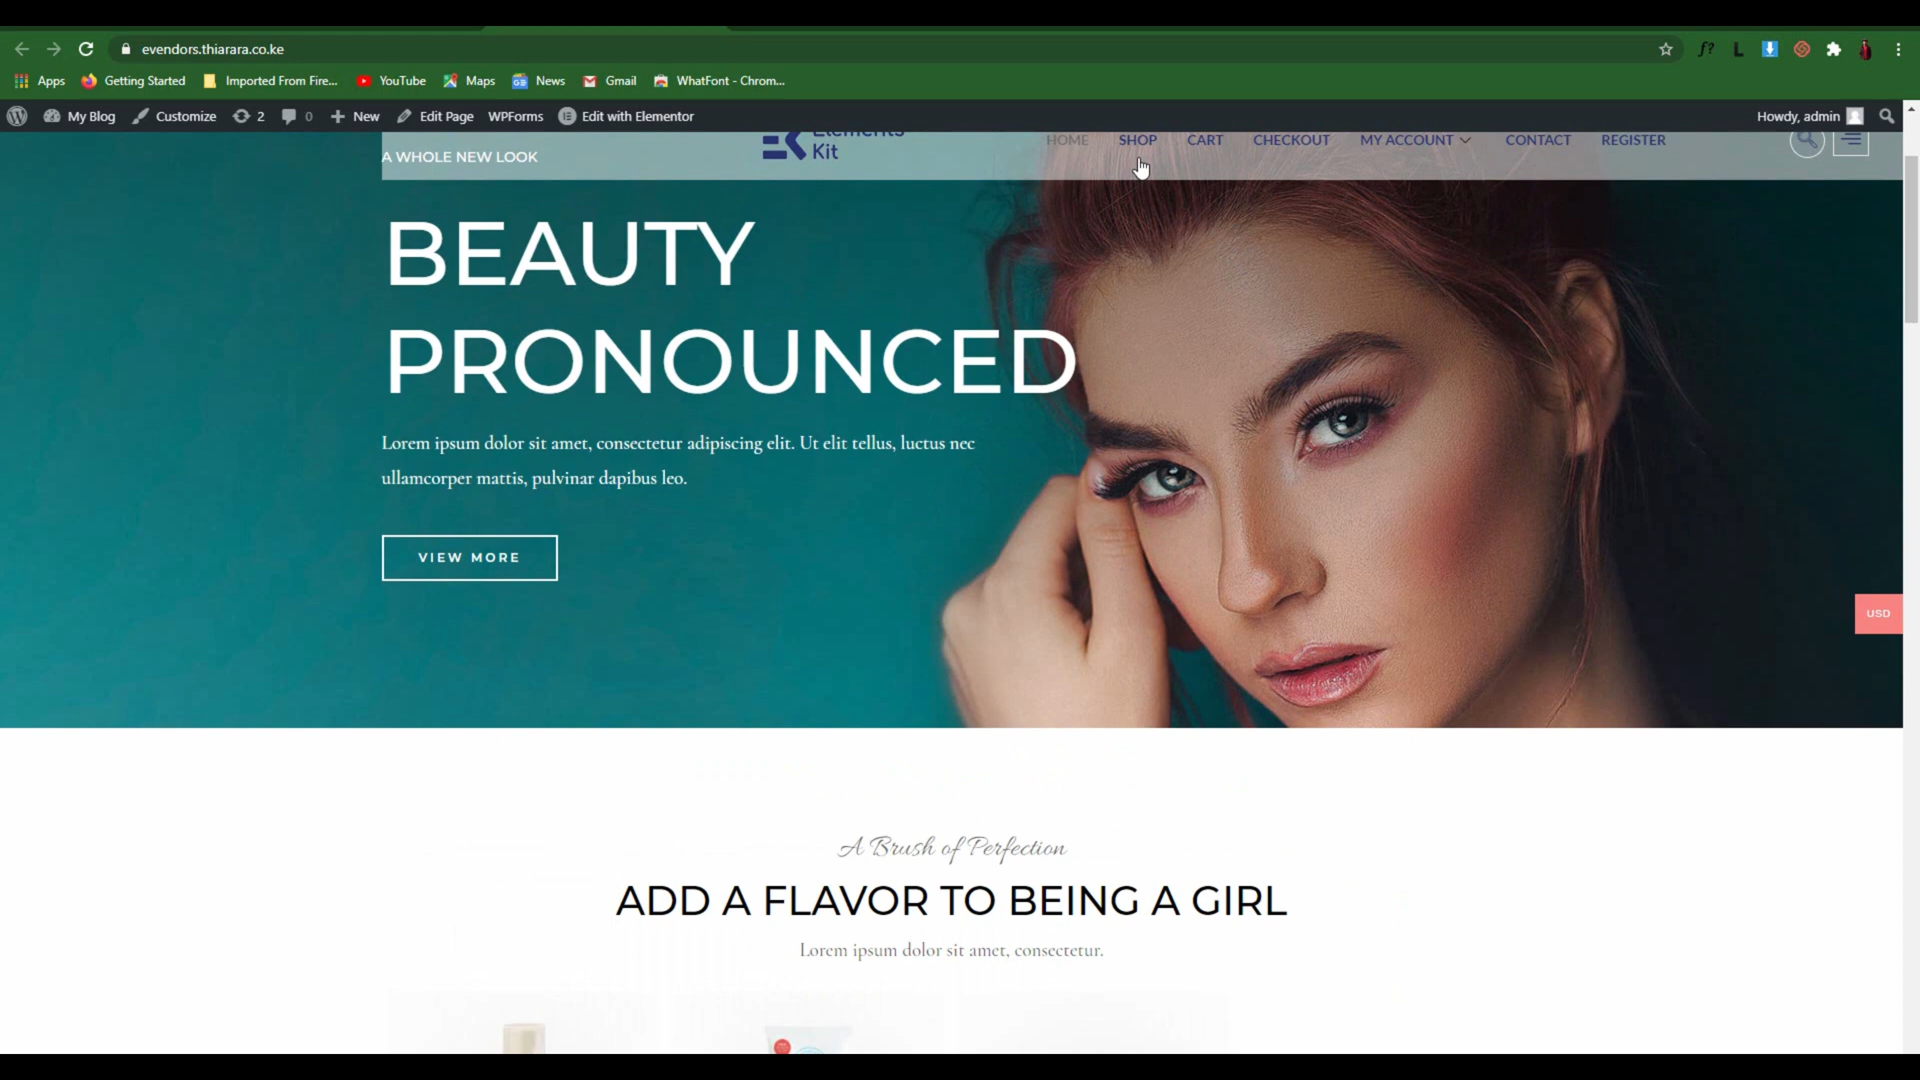 evendors.thiarara.co.ke
f?
L
Apps
Getting Started
Imported From Fire...
YouTube
Maps
News
Gmail
WhatFont - Chrom...
My Blog
Customize
2
0
New
Edit Page
WPForms
Edit with Elementor
Howdy, admin
Elements
Kit
HOME
SHOP
CART
CHECKOUT
MY ACCOUNT
CONTACT
REGISTER
A WHOLE NEW LOOK
BEAUTY
PRONOUNCED
Lorem ipsum dolor sit amet, consectetur adipiscing elit. Ut elit tellus, luctus nec
ullamcorper mattis, pulvinar dapibus leo.
VIEW MORE
USD
A Brush of Perfection
ADD A FLAVOR TO BEING A GIRL
Lorem ipsum dolor sit amet, consectetur.